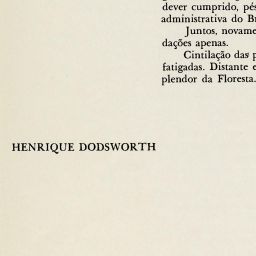 dever cumprido, pés
administrativa do Br
Juntos, novame
dações apenas.
Cintilação das p
fatigadas. Distante e
plendor da Floresta.
HENRIQUE DODSWORTH